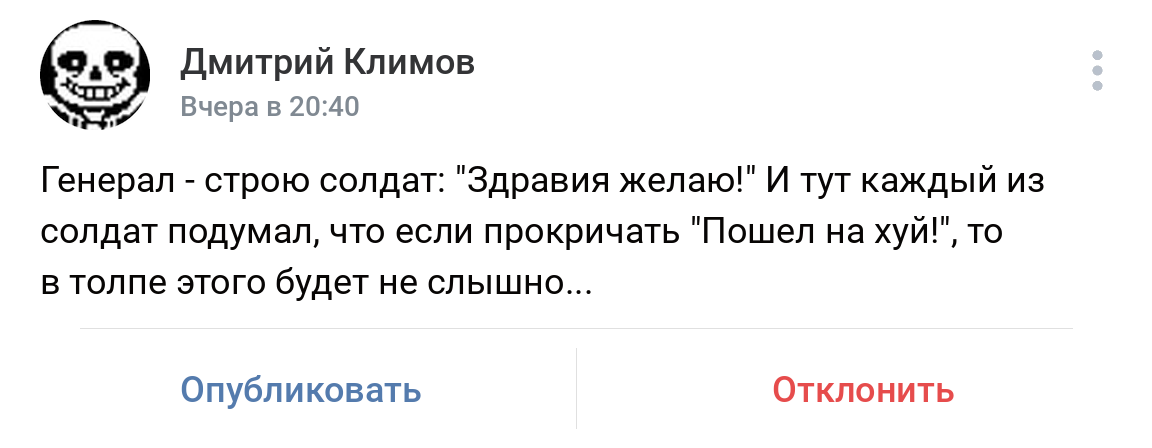 Дмитрий Климов
Вчера в 20:40
Генерал - строю солдат: "Здравия желаю!" И тут каждый из
солдат подумал, что если прокричать "Пошел на хуй!", то
в толпе этого будет не слышно...
Опубликовать
Отклонить